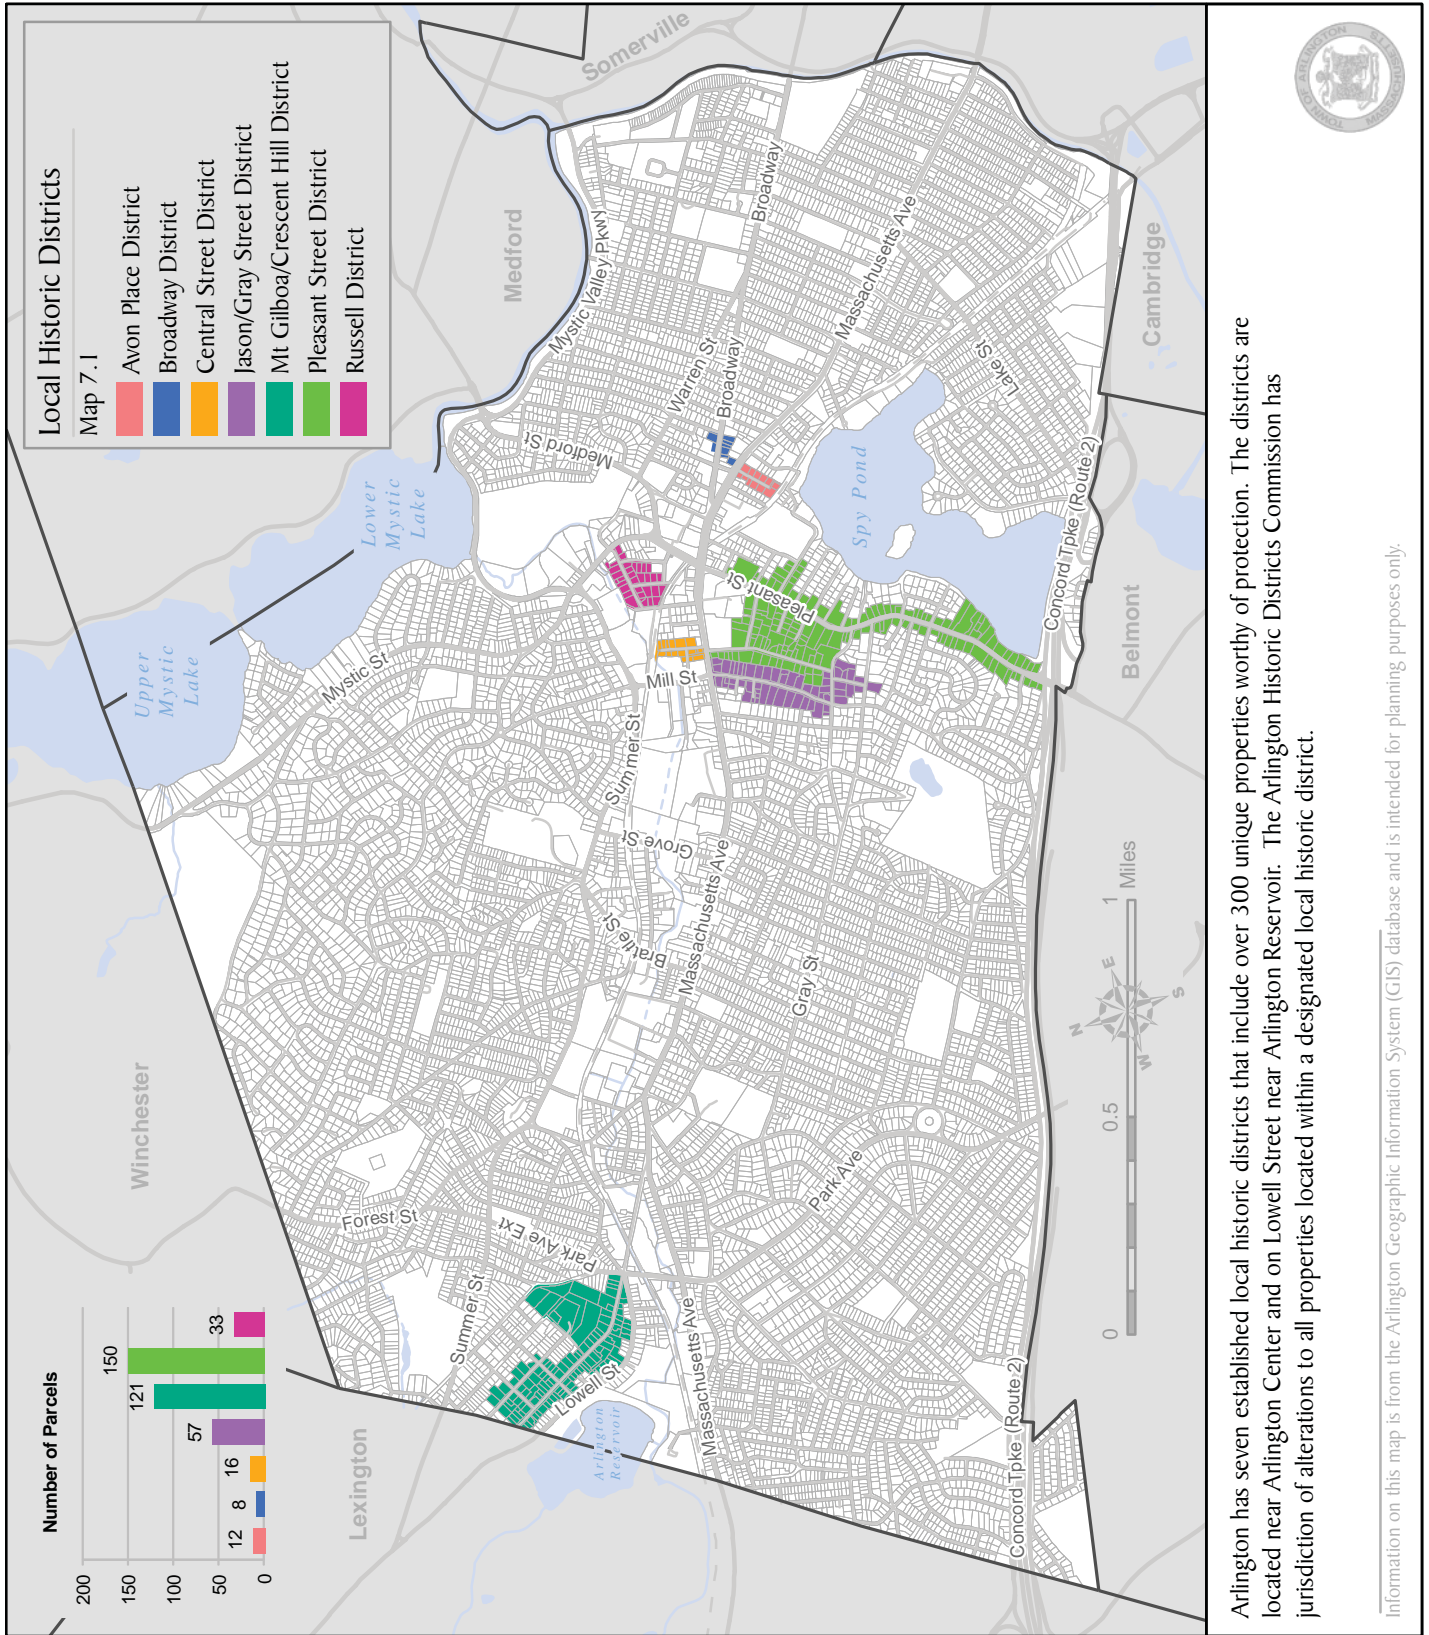 Local Historic Districts
Map 7.1
Avon Place District
Broadway District
Central Street District
Jason/Gray Street District
Mt Gilboa/Crescent Hill District
Pleasant Street District
Russell District
Number of Parcels
200
150
100
50
0
12
8
16
57
121
150
33
Winchester
Lexington
Medford
Somerville
Cambridge
Belmont
Upper
Mystic
Lake
Lower
Mystic
Lake
Spy Pond
Arlington
Reservoir
Mystic St
Mystic Valley Pkwy
Medford St
Warren St
Broadway
Broadway
Massachusetts Ave
Lake St
Pleasant St
Mill St
Summer St
Grove St
Brattle St
Massachusetts Ave
Gray St
Forest St
Park Ave Ext
Summer St
Lowell St
Park Ave
Massachusetts Ave
Concord Tpke (Route 2)
Concord Tpke (Route 2)
N
E
S
W
0
0.5
1
Miles
Arlington has seven established local historic districts that include over 300 unique properties worthy of protection. The districts are
located near Arlington Center and on Lowell Street near Arlington Reservoir. The Arlington Historic Districts Commission has
jurisdiction of alterations to all properties located within a designated local historic district.
Information on this map is from the Arlington Geographic Information System (GIS) database and is intended for planning purposes only.
TOWN OF ARLINGTON
MASSACHUSETTS